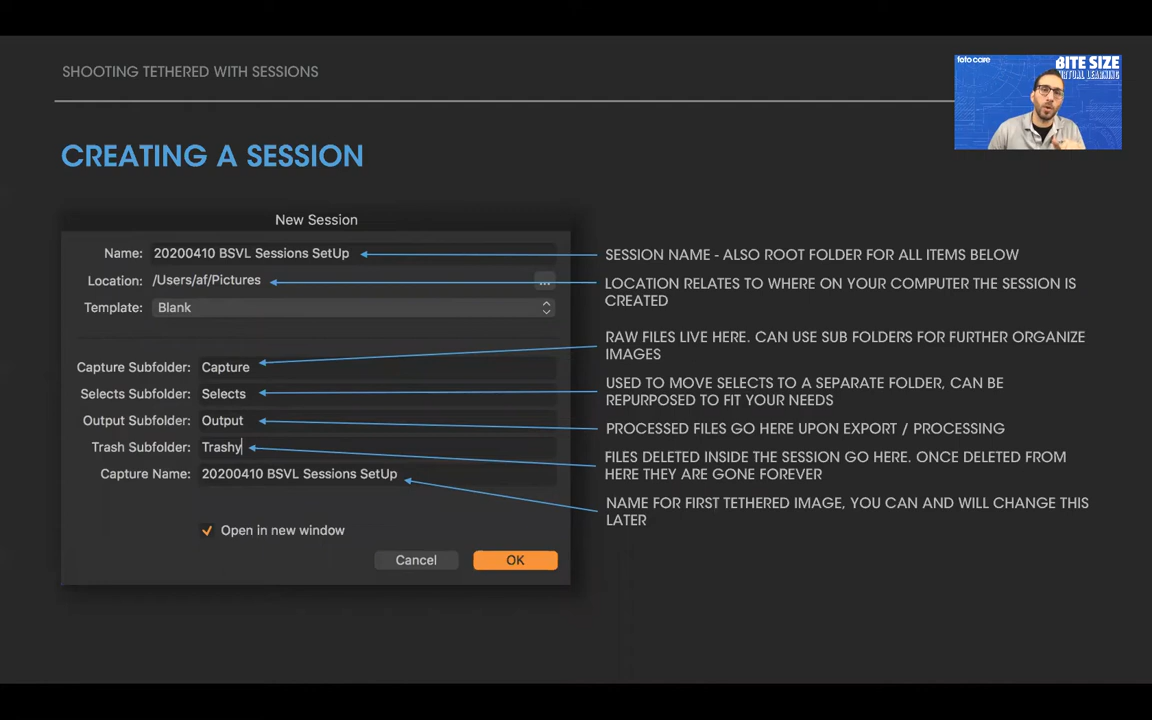 SHOOTING TETHERED WITH SESSIONS
foto care
BITE SIZE
VIRTUAL LEARNING
CREATING A SESSION
New Session
Name: 20200410 BSVL Sessions SetUp
Location: /Users/af/Pictures ...
Template: Blank
Capture Subfolder: Capture
Selects Subfolder: Selects
Output Subfolder: Output
Trash Subfolder: Trashy
Capture Name: 20200410 BSVL Sessions SetUp
Open in new window
Cancel OK
SESSION NAME - ALSO ROOT FOLDER FOR ALL ITEMS BELOW
LOCATION RELATES TO WHERE ON YOUR COMPUTER THE SESSION IS
CREATED
RAW FILES LIVE HERE. CAN USE SUB FOLDERS FOR FURTHER ORGANIZE
IMAGES
USED TO MOVE SELECTS TO A SEPARATE FOLDER, CAN BE
REPURPOSED TO FIT YOUR NEEDS
PROCESSED FILES GO HERE UPON EXPORT / PROCESSING
FILES DELETED INSIDE THE SESSION GO HERE. ONCE DELETED FROM
HERE THEY ARE GONE FOREVER
NAME FOR FIRST TETHERED IMAGE, YOU CAN AND WILL CHANGE THIS
LATER